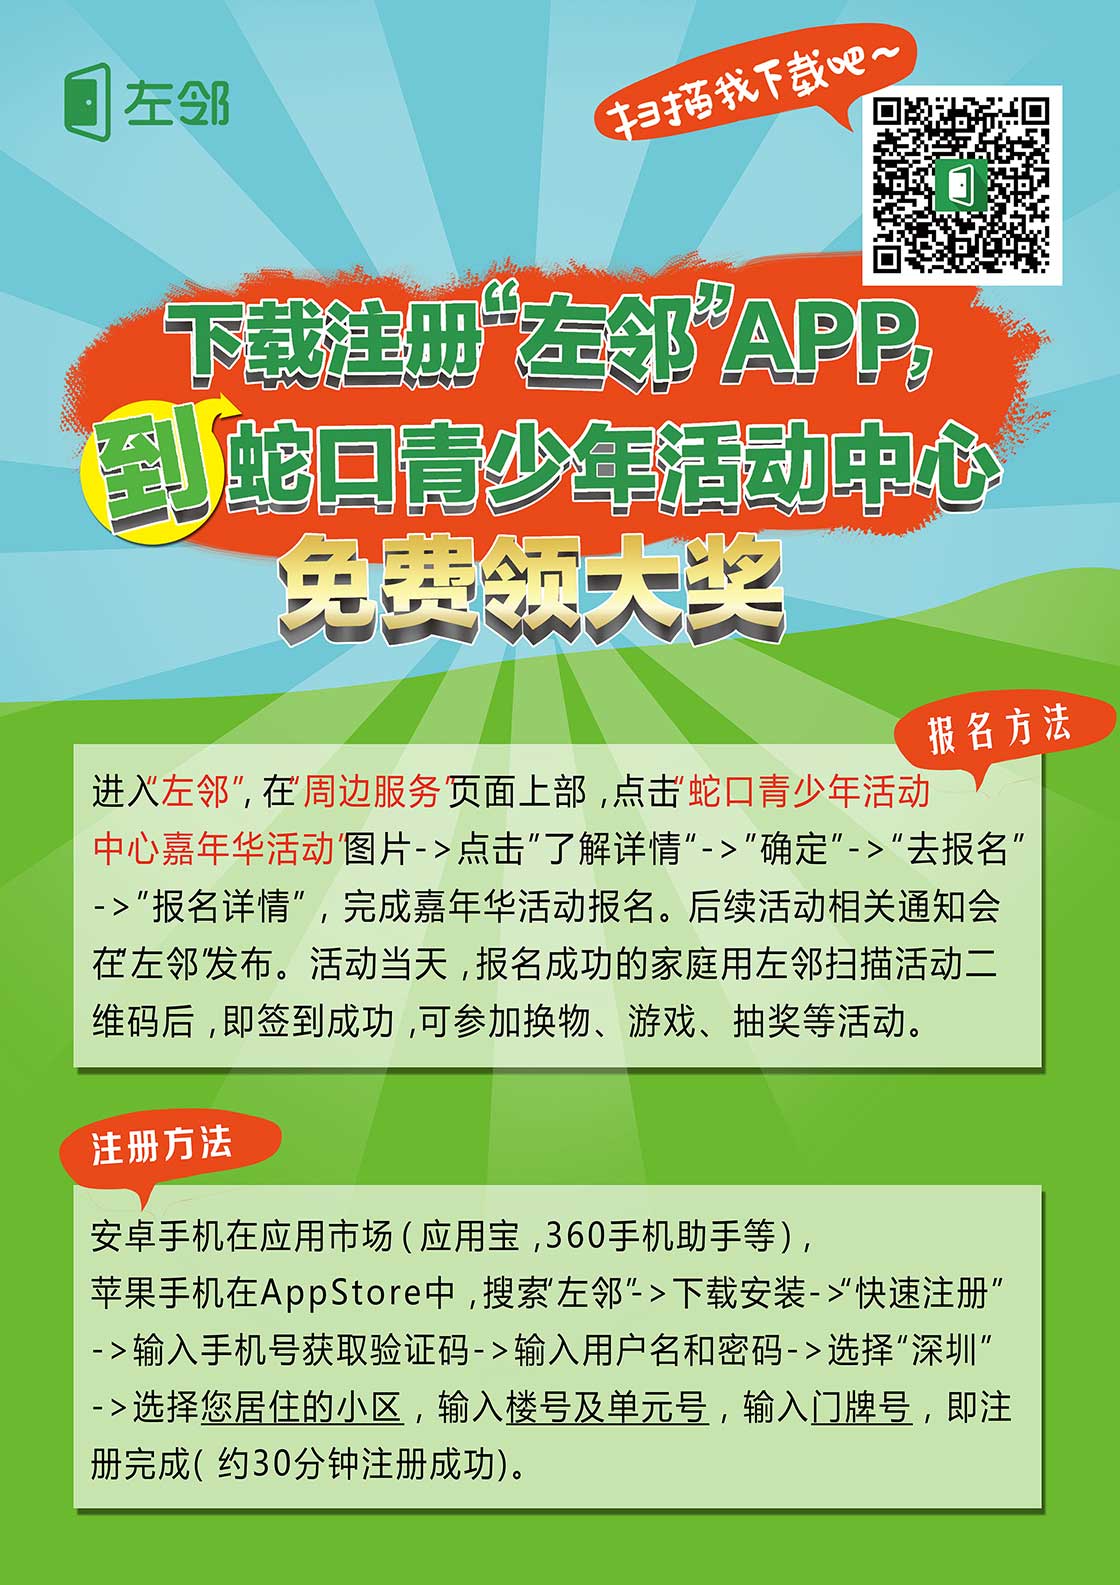 左邻
扫描我下载吧~
下载注册“左邻”APP,
到蛇口青少年活动中心
免费领大奖
报名方法
进入“左邻”, 在“周边服务”页面上部 ,点击“蛇口青少年活动
中心嘉年华活动”图片->点击”了解详情“->”确定”->“去报名”
->”报名详情”，完成嘉年华活动报名。后续活动相关通知会
在“左邻”发布。活动当天 ,报名成功的家庭用左邻扫描活动二
维码后 ,即签到成功 ,可参加换物、游戏、抽奖等活动。
注册方法
安卓手机在应用市场 ( 应用宝 ,360手机助手等) ,
苹果手机在AppStore中 ,搜索“左邻”->下载安装->“快速注册”
->输入手机号获取验证码->输入用户名和密码->选择“深圳”
->选择您居住的小区，输入楼号及单元号，输入门牌号，即注
册完成( 约30分钟注册成功)。